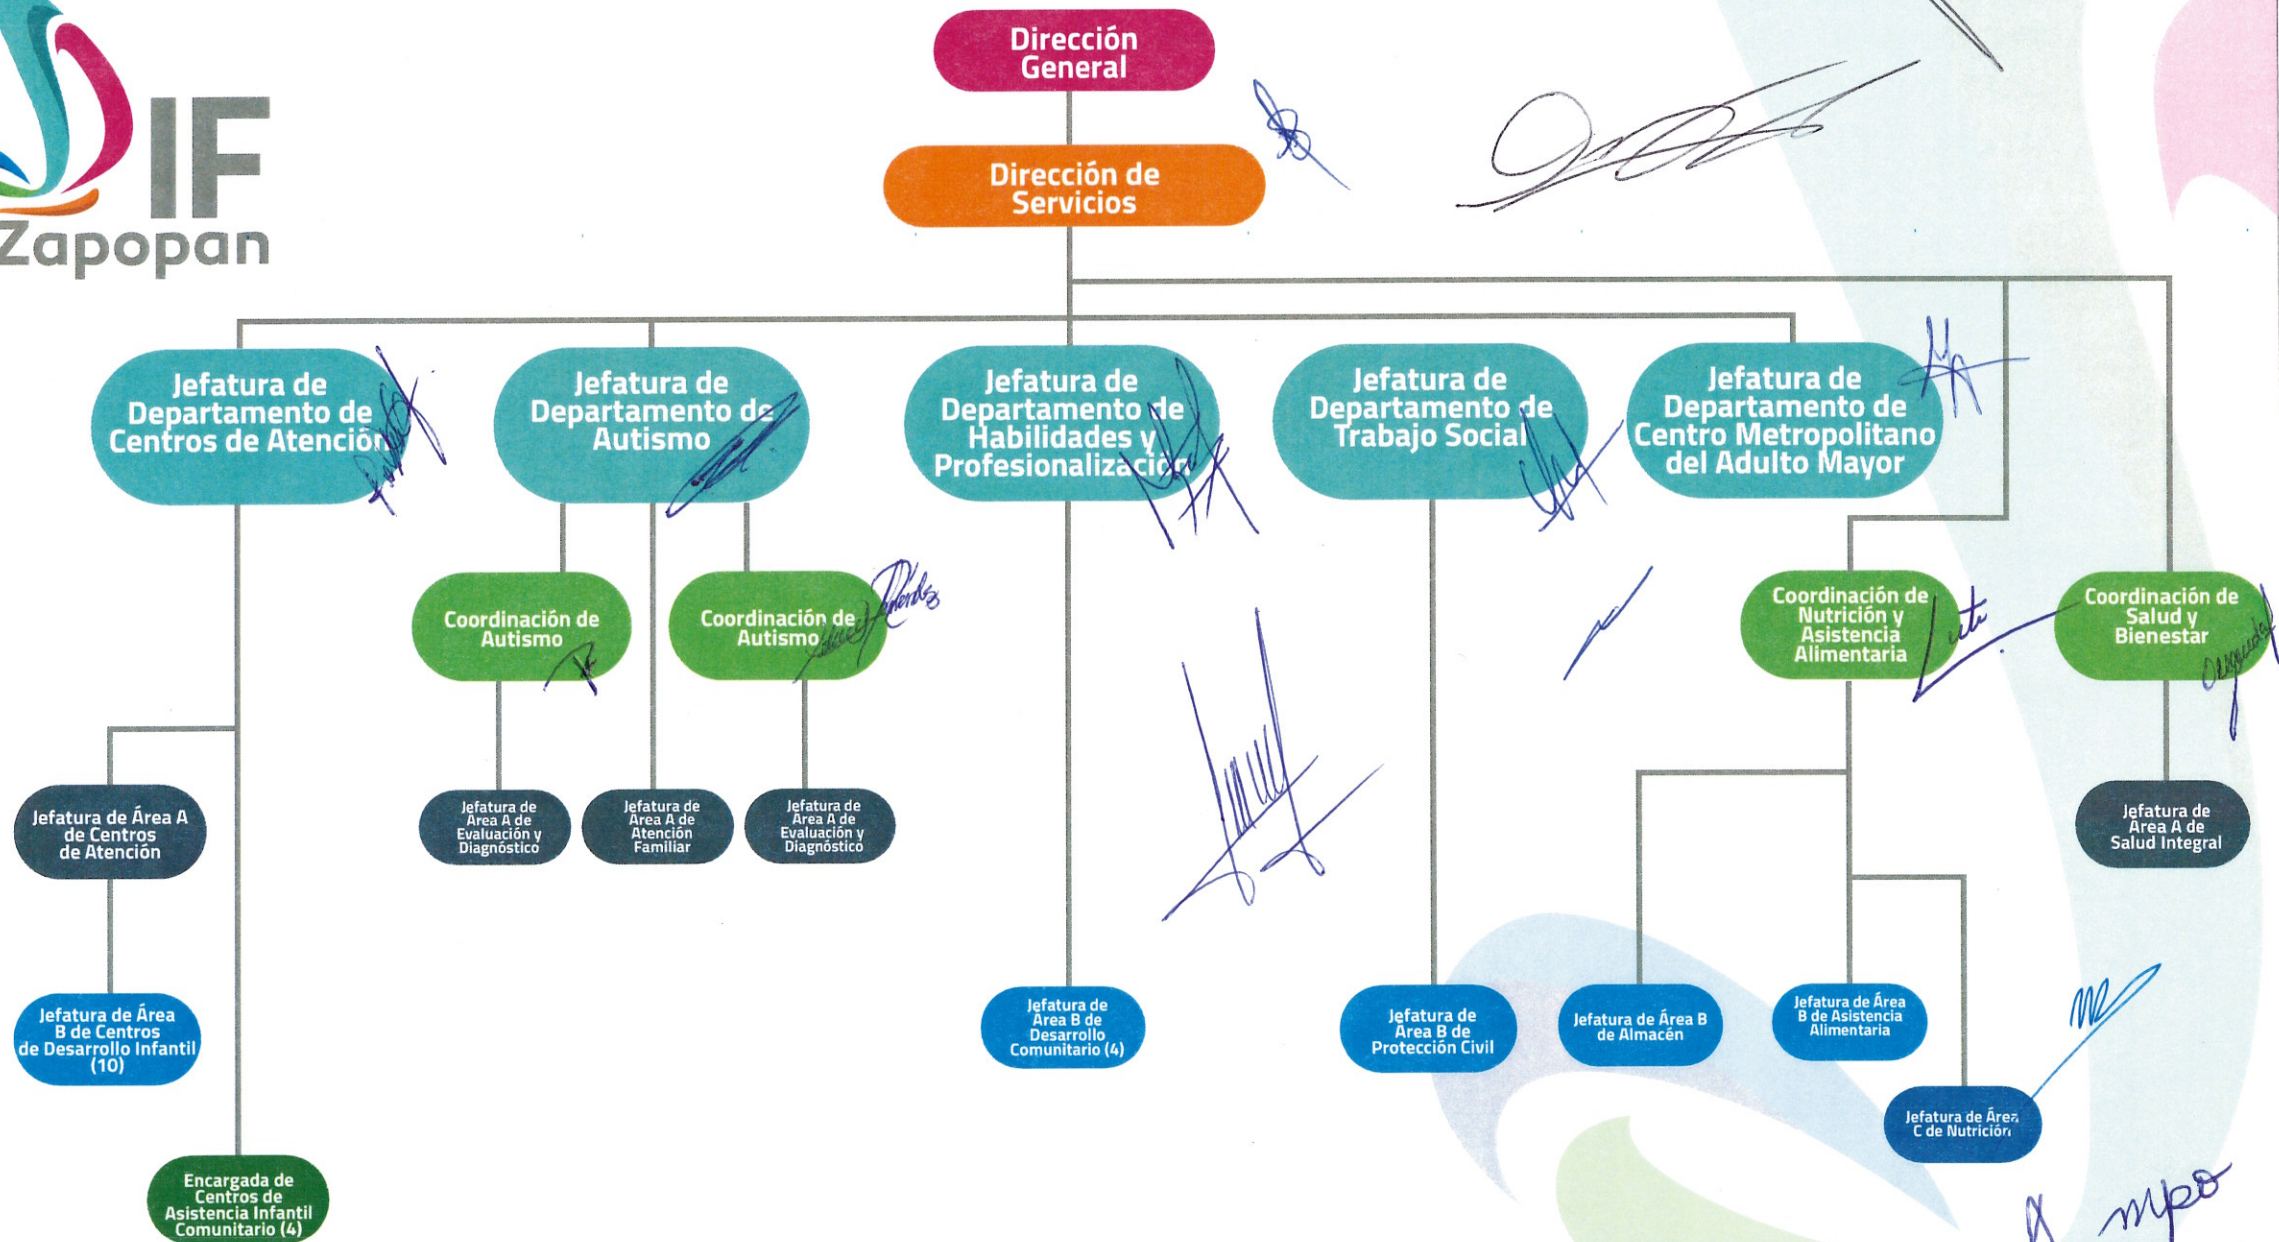 IF
Zapopan
Dirección
General
Dirección de
Servicios
Jefatura de
Departamento de
Centros de Atención
Jefatura de
Departamento de
Autismo
Jefatura de
Departamento de
Habilidades y
Profesionalización
Jefatura de
Departamento de
Trabajo Social
Jefatura de
Departamento de
Centro Metropolitano
del Adulto Mayor
Coordinación de
Autismo
Coordinación de
Autismo
Coordinación de
Nutrición y
Asistencia
Alimentaria
Coordinación de
Salud y
Bienestar
Jefatura de Área A
de Centros
de Atención
Jefatura de
Área A de
Evaluación y
Diagnóstico
Jefatura de
Área A de
Atención
Familiar
Jefatura de
Área A de
Evaluación y
Diagnóstico
Jefatura de
Área A de
Salud Integral
Jefatura de Área
B de Centros
de Desarrollo Infantil
(10)
Jefatura de
Área B de
Desarrollo
Comunitario (4)
Jefatura de
Área B de
Protección Civil
Jefatura de Área B
de Almacén
Jefatura de Área
B de Asistencia
Alimentaria
Jefatura de Área
C de Nutrición
Encargada de
Centros de
Asistencia Infantil
Comunitario (4)